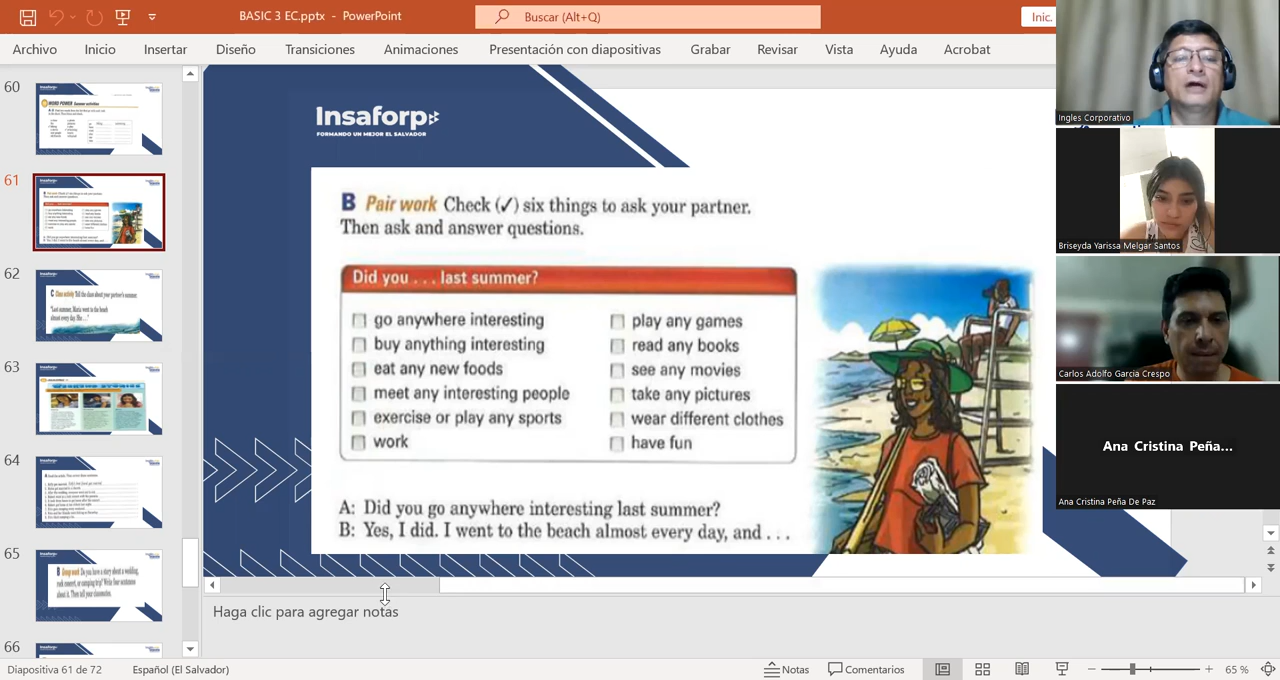 BASIC 3 EC.pptx - PowerPoint
Buscar (Alt+Q)
Inic.
Archivo Inicio Insertar Diseño Transiciones Animaciones Presentación con diapositivas Grabar Revisar Vista Ayuda Acrobat
60
61
62
63
64
65
66
Insaforp
FORMANDO UN MEJOR EL SALVADOR
B Pair work Check (✓) six things to ask your partner.
Then ask and answer questions.
Did you . . . last summer?
go anywhere interesting
buy anything interesting
eat any new foods
meet any interesting people
exercise or play any sports
work
play any games
read any books
see any movies
take any pictures
wear different clothes
have fun
A: Did you go anywhere interesting last summer?
B: Yes, I did. I went to the beach almost every day, and . . .
Ingles Corporativo
Briseyda Yarissa Melgar Santos
Carlos Adolfo Garcia Crespo
Ana Cristina Peña...
Ana Cristina Peña De Paz
Haga clic para agregar notas
Diapositiva 61 de 72 Español (El Salvador) Notas Comentarios 65 %